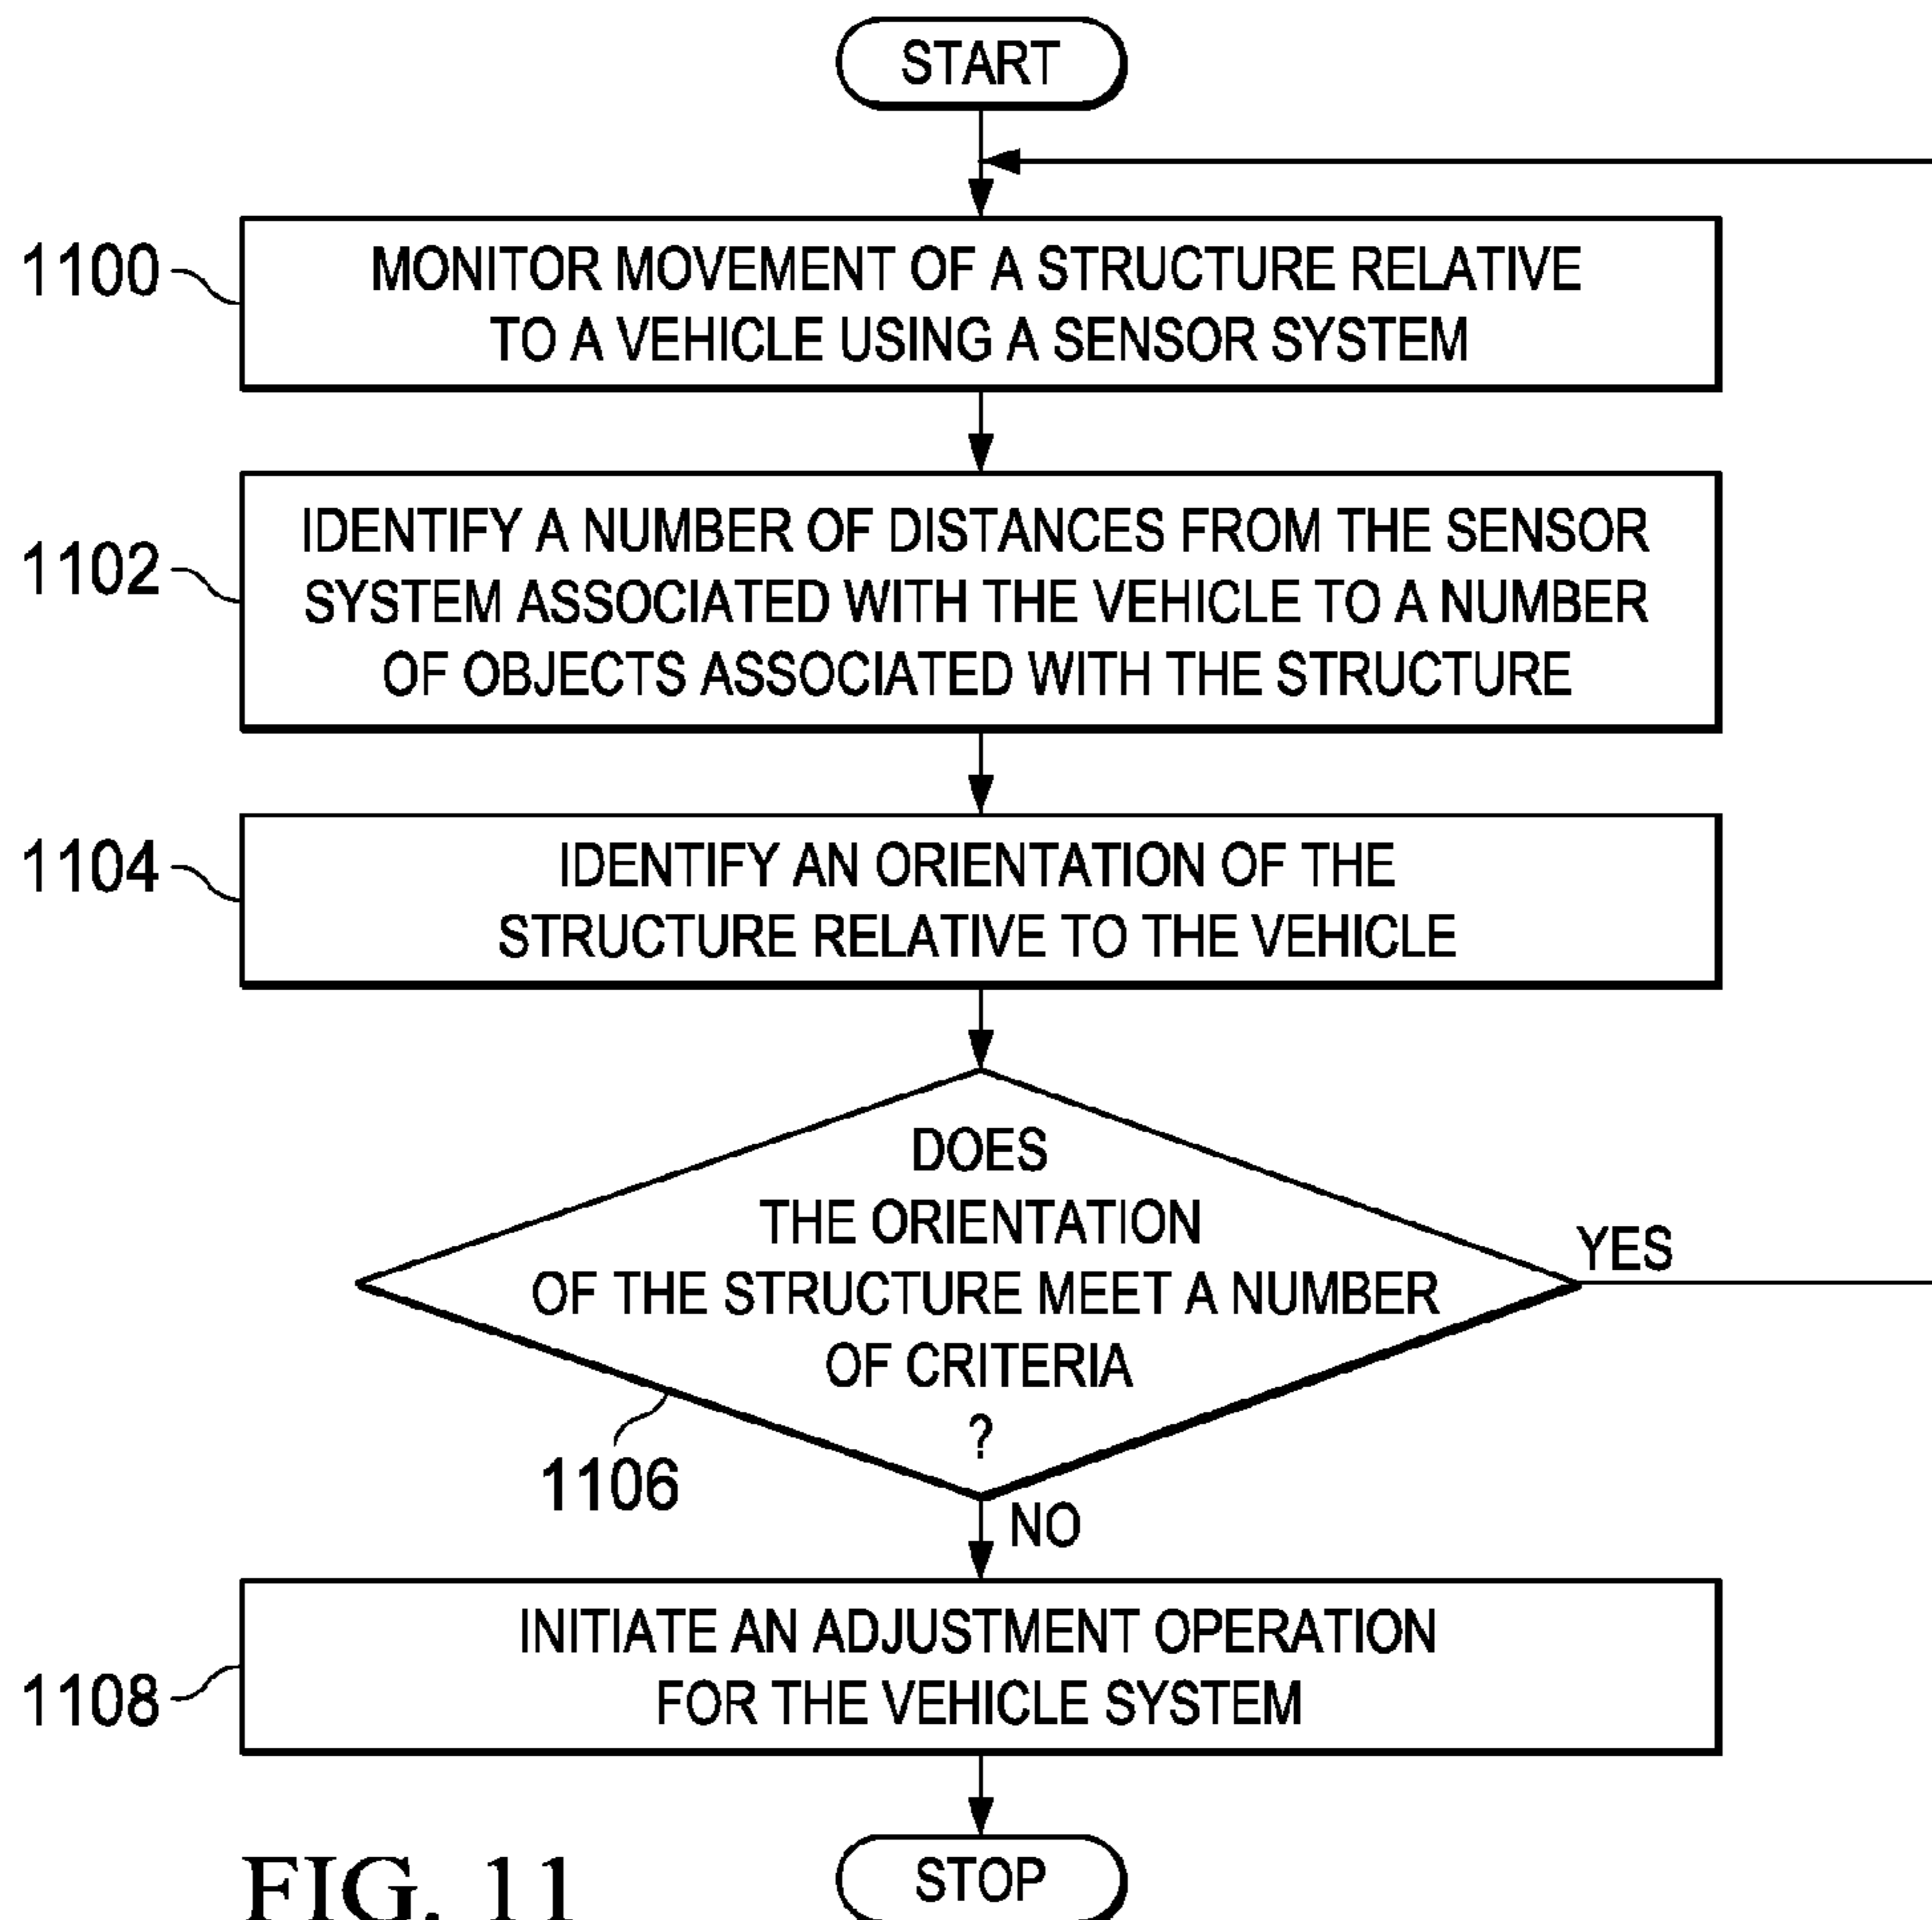 START
1100
MONITOR MOVEMENT OF A STRUCTURE RELATIVE
TO A VEHICLE USING A SENSOR SYSTEM
1102
IDENTIFY A NUMBER OF DISTANCES FROM THE SENSOR
SYSTEM ASSOCIATED WITH THE VEHICLE TO A NUMBER
OF OBJECTS ASSOCIATED WITH THE STRUCTURE
1104
IDENTIFY AN ORIENTATION OF THE
STRUCTURE RELATIVE TO THE VEHICLE
DOES
THE ORIENTATION
OF THE STRUCTURE MEET A NUMBER
OF CRITERIA
?
YES
1106
NO
INITIATE AN ADJUSTMENT OPERATION
FOR THE VEHICLE SYSTEM
1108
STOP
FIG. 11